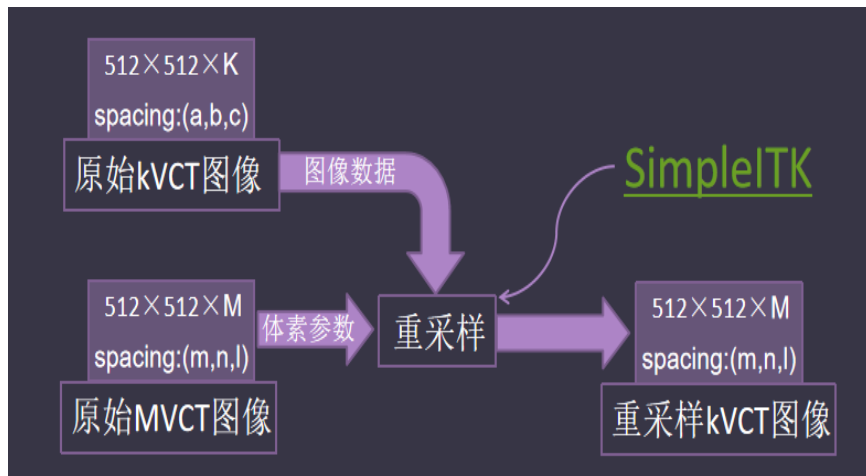 512×512×K
spacing:(a,b,c)
原始kVCT图像
图像数据
SimpleITK
512×512×M
spacing:(m,n,l)
原始MVCT图像
体素参数
重采样
512×512×M
spacing:(m,n,l)
重采样kVCT图像